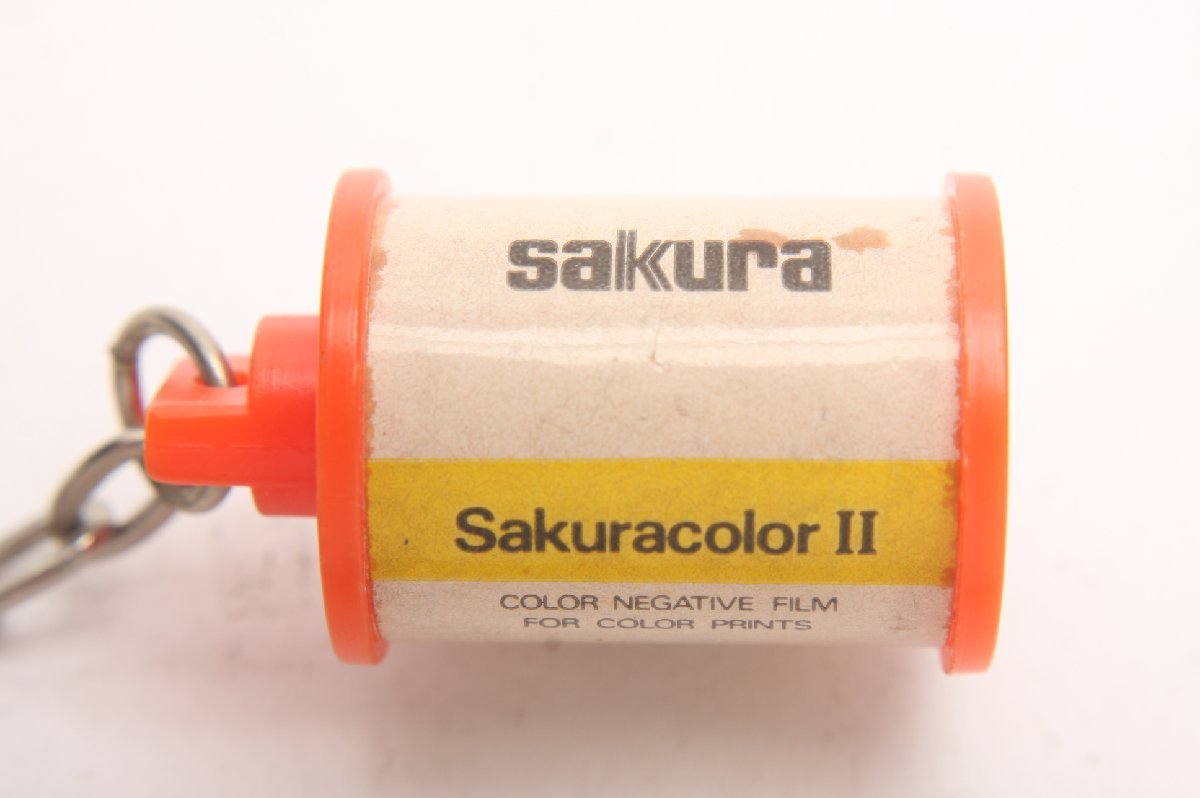 sakura
Sakuracolor II
COLOR NEGATIVE FILM
FOR COLOR PRINTS